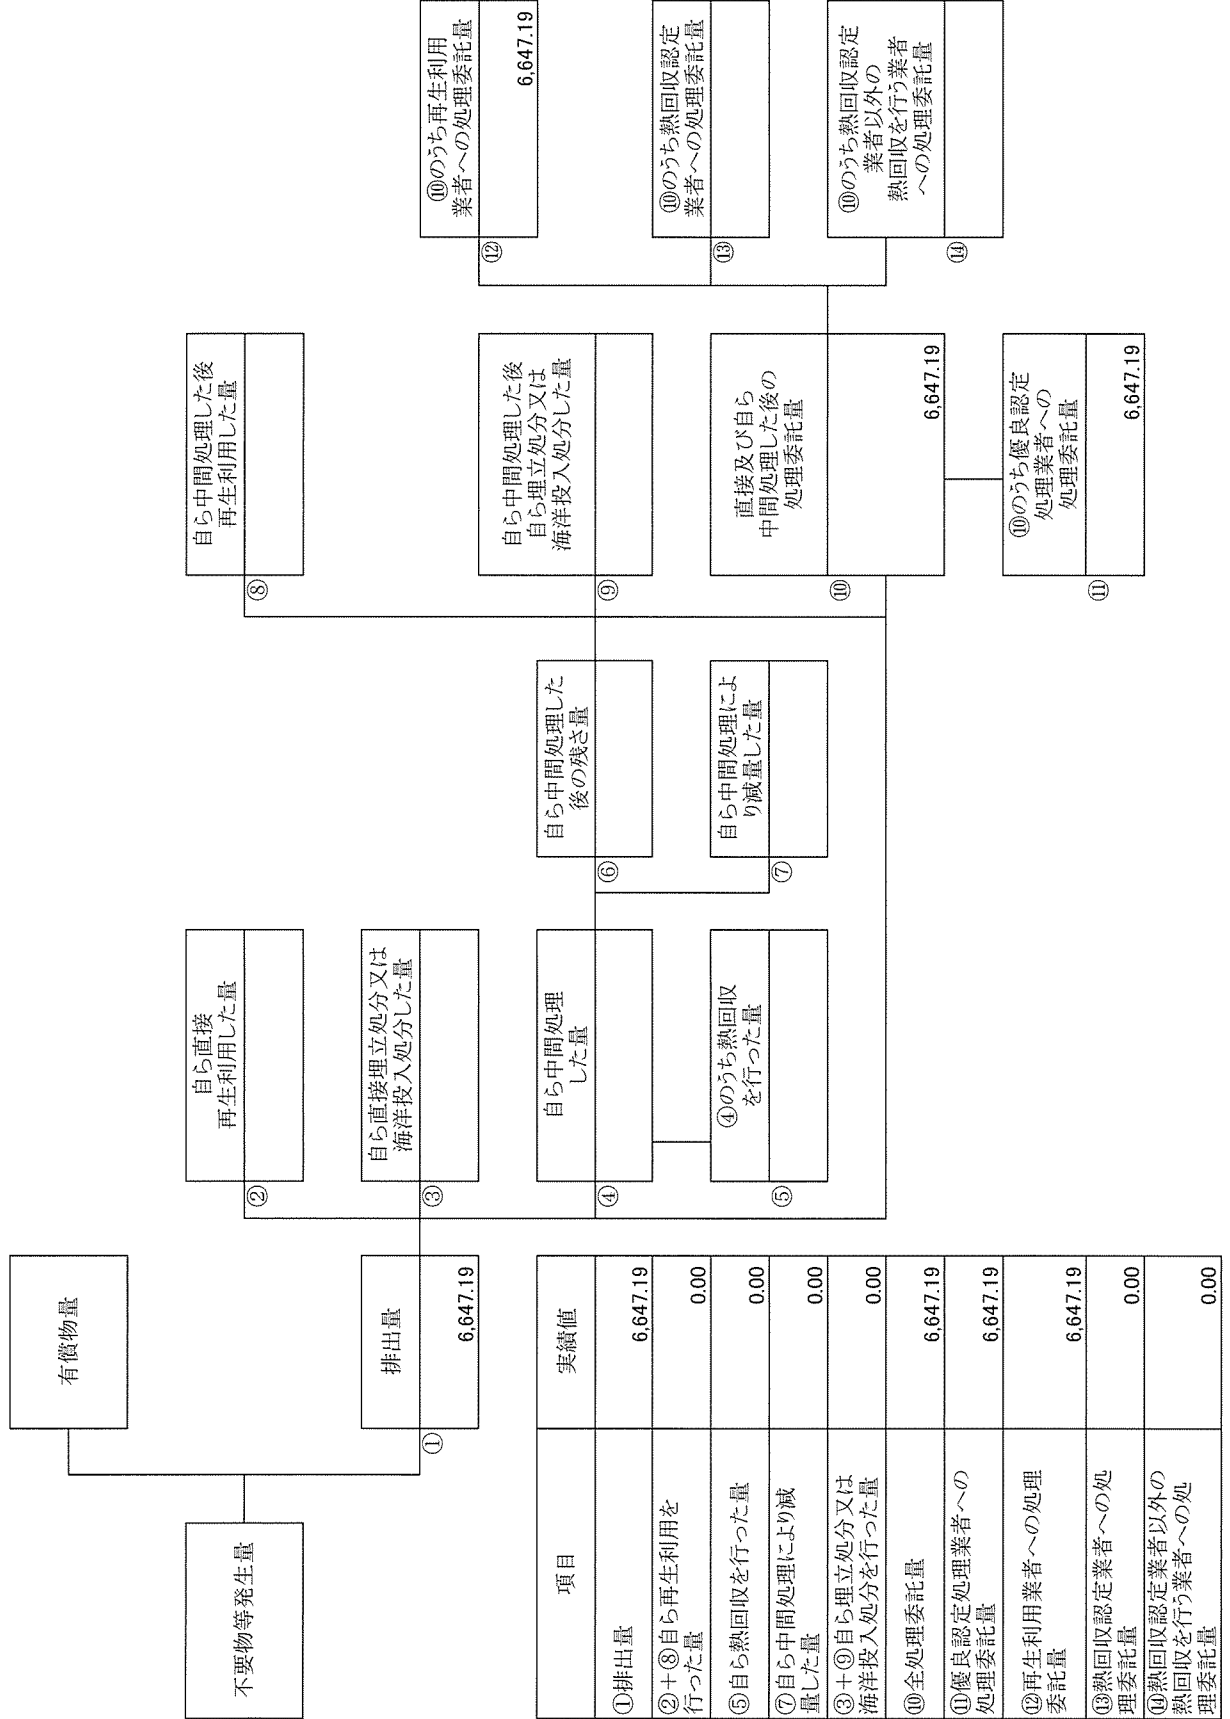 不要物等発生量
有償物量
排出量
①
6,647.19
自ら直接
再生利用した量
②
自ら直接埋立処分又は
海洋投入処分した量
③
自ら中間処理
した量
④
④のうち熱回収
を行った量
⑤
自ら中間処理した
後の残さ量
⑥
自ら中間処理によ
り減量した量
⑦
自ら中間処理した後
再生利用した量
⑧
自ら中間処理した後
自ら埋立処分又は
海洋投入処分した量
⑨
直接及び自ら
中間処理した後の
処理委託量
⑩
6,647.19
⑩のうち優良認定
処理業者への
処理委託量
⑪
6,647.19
⑩のうち再生利用
業者への処理委託量
⑫
6,647.19
⑩のうち熱回収認定
業者への処理委託量
⑬
⑩のうち熱回収認定
業者以外の
熱回収を行う業者
への処理委託量
⑭
項目 実績値
①排出量 6,647.19
②+⑧自ら再生利用を
行った量 0.00
⑤自ら熱回収を行った量 0.00
⑦自ら中間処理により減
量した量 0.00
③+⑨自ら埋立処分又は
海洋投入処分を行った量 0.00
⑩全処理委託量 6,647.19
⑪優良認定処理業者への
処理委託量 6,647.19
⑫再生利用業者への処理
委託量 6,647.19
⑬熱回収認定業者への処
理委託量 0.00
⑭熱回収認定業者以外の
熱回収を行う業者への処
理委託量 0.00